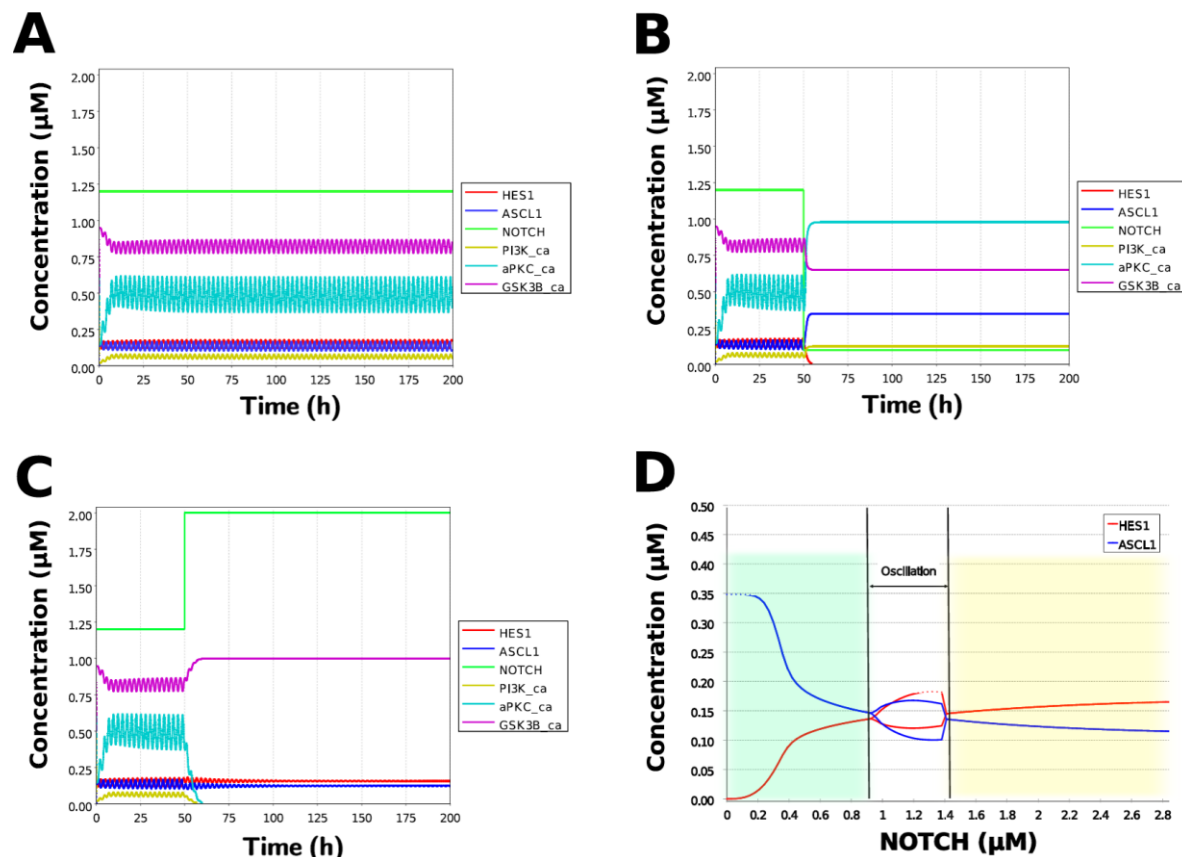 A
Concentration (µM)
2.00
1.75
1.50
1.25
1.00
0.75
0.50
0.25
0.00
0
25
50
75
100
125
150
175
200
Time (h)
HES1
ASCL1
NOTCH
PI3K_ca
aPKC_ca
GSK3B_ca
B
Concentration (µM)
2.00
1.75
1.50
1.25
1.00
0.75
0.50
0.25
0.00
0
25
50
75
100
125
150
175
200
Time (h)
HES1
ASCL1
NOTCH
PI3K_ca
aPKC_ca
GSK3B_ca
C
Concentration (µM)
2.00
1.75
1.50
1.25
1.00
0.75
0.50
0.25
0.00
0
25
50
75
100
125
150
175
200
Time (h)
HES1
ASCL1
NOTCH
PI3K_ca
aPKC_ca
GSK3B_ca
D
Concentration (µM)
0.50
0.45
0.40
0.35
0.30
0.25
0.20
0.15
0.10
0.05
0.00
0
0.2
0.4
0.6
0.8
1.0
1.2
1.4
1.6
1.8
2.0
2.2
2.4
2.6
2.8
NOTCH (µM)
Oscillation
HES1
ASCL1